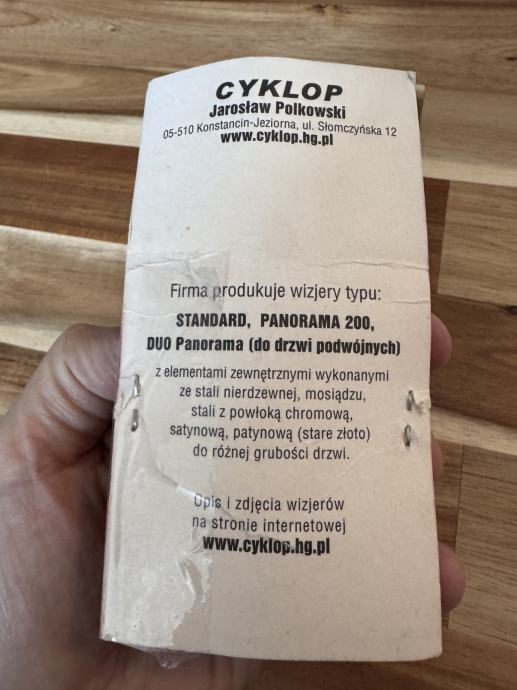 CYKLOP
Jarosław Polkowski
05-510 Konstancin-Jeziorna, ul. Słomczyńska 12
www.cyklop.hg.pl
Firma produkuje wizjery typu:
STANDARD, PANORAMA 200,
DUO Panorama (do drzwi podwójnych)
z elementami zewnętrznymi wykonanymi
ze stali nierdzewnej, mosiądzu,
stali z powłoką chromową,
satynową, patynową (stare złoto)
do różnej grubości drzwi.
Opis i zdjęcia wizjerów
na stronie internetowej
www.cyklop.hg.pl